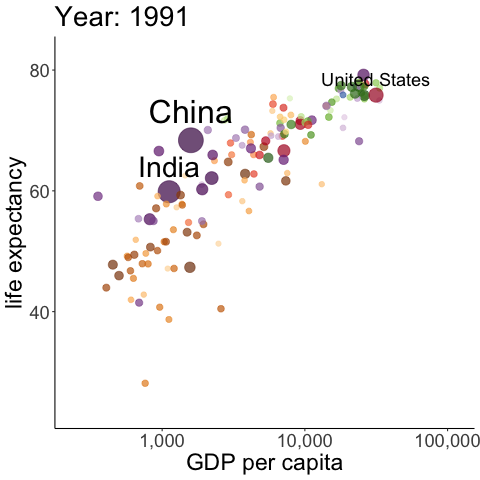 Year: 1991
80
United States
China
India
60
40
life expectancy
1,000
10,000
100,000
GDP per capita